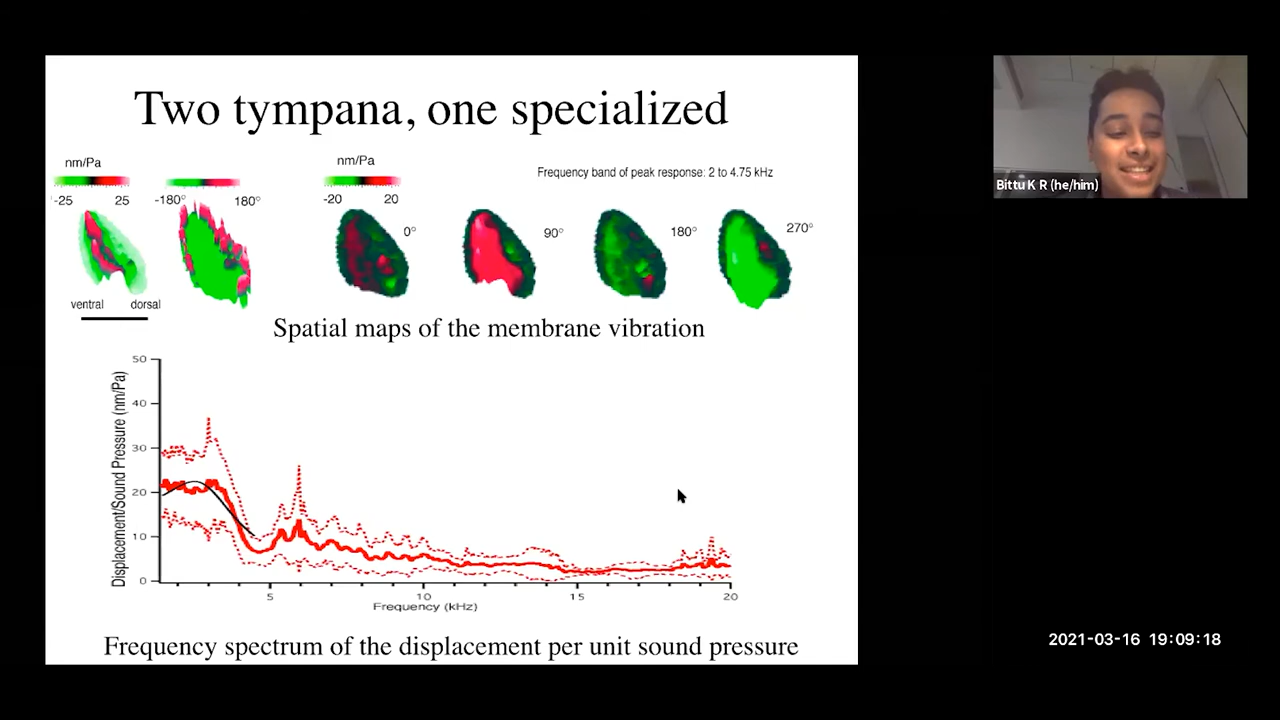 Two tympana, one specialized
nm/Pa
nm/Pa
Frequency band of peak response: 2 to 4.75 kHz
-25
25
-180°
180°
-20
20
0°
90°
180°
270°
ventral
dorsal
Spatial maps of the membrane vibration
Displacement/Sound Pressure (nm/Pa)
50
40
30
20
10
0
5
10
15
20
Frequency (kHz)
Frequency spectrum of the displacement per unit sound pressure
Bittu K R (he/him)
2021-03-16 19:09:18